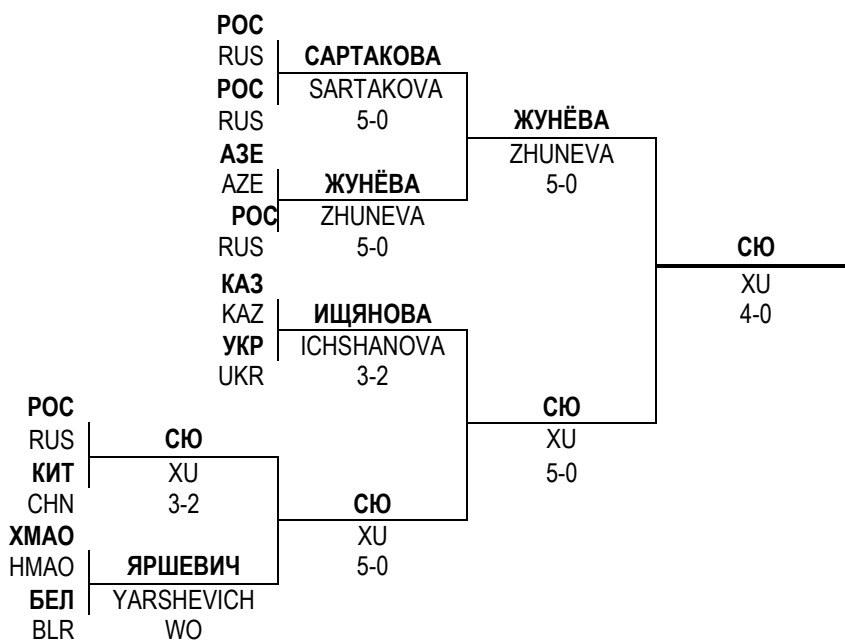 РОС
RUS
САРТАКОВА
РОС
SARTAKOVA
RUS
5-0
ЖУНЁВА
АЗЕ
ZHUNEVA
AZE
ЖУНЁВА
5-0
РОС
ZHUNEVA
RUS
5-0
СЮ
КАЗ
XU
KAZ
ИЩЯНОВА
4-0
УКР
ICHSHANOVA
UKR
3-2
РОС
СЮ
RUS
СЮ
XU
КИТ
XU
5-0
CHN
3-2
СЮ
ХМАО
XU
HMAO
ЯРШЕВИЧ
5-0
БЕЛ
YARSHEVICH
BLR
WO